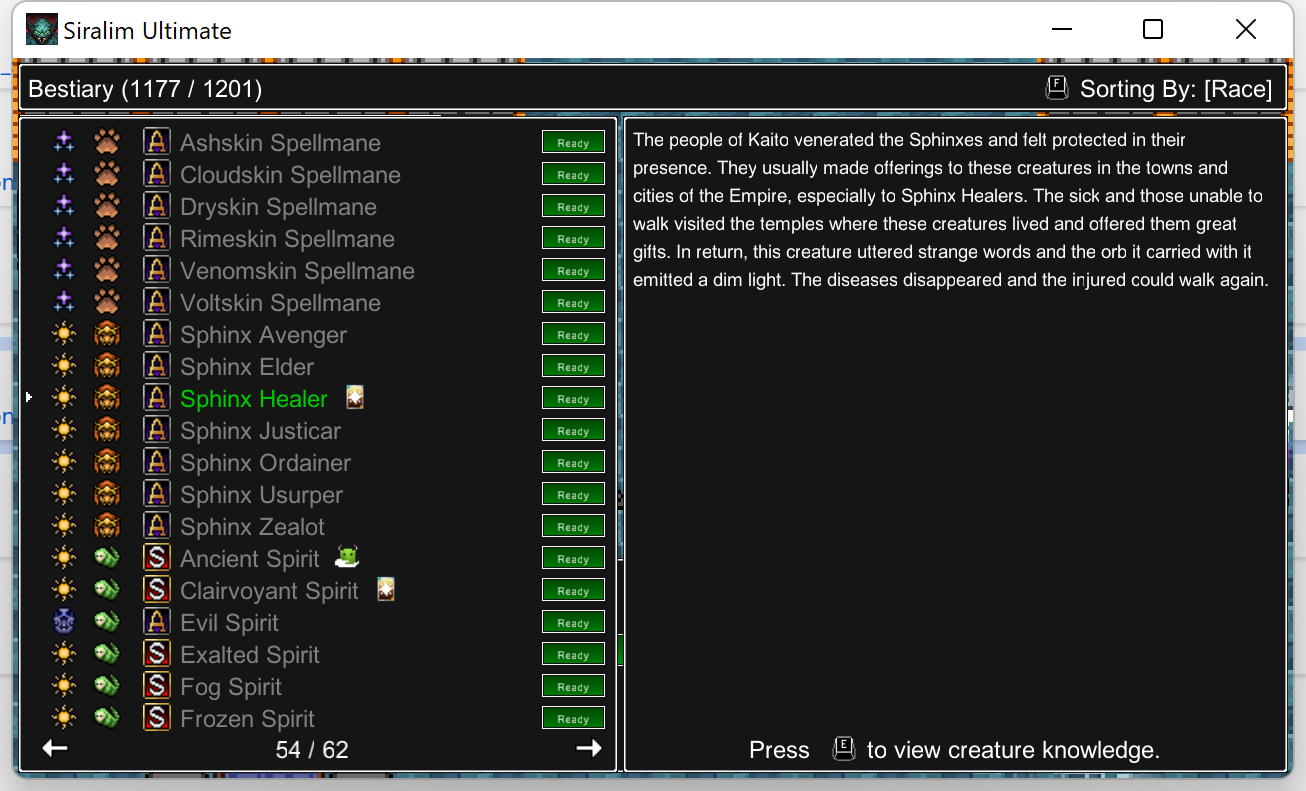 Siralim Ultimate
Bestiary (1177 / 1201)
F Sorting By: [Race]
A Ashskin Spellmane Ready
A Cloudskin Spellmane Ready
A Dryskin Spellmane Ready
A Rimeskin Spellmane Ready
A Venomskin Spellmane Ready
A Voltskin Spellmane Ready
A Sphinx Avenger Ready
A Sphinx Elder Ready
A Sphinx Healer Ready
A Sphinx Justicar Ready
A Sphinx Ordainer Ready
A Sphinx Usurper Ready
A Sphinx Zealot Ready
S Ancient Spirit Ready
S Clairvoyant Spirit Ready
A Evil Spirit Ready
S Exalted Spirit Ready
S Fog Spirit Ready
S Frozen Spirit Ready
54 / 62
The people of Kaito venerated the Sphinxes and felt protected in their
presence. They usually made offerings to these creatures in the towns and
cities of the Empire, especially to Sphinx Healers. The sick and those unable to
walk visited the temples where these creatures lived and offered them great
gifts. In return, this creature uttered strange words and the orb it carried with it
emitted a dim light. The diseases disappeared and the injured could walk again.
Press E to view creature knowledge.